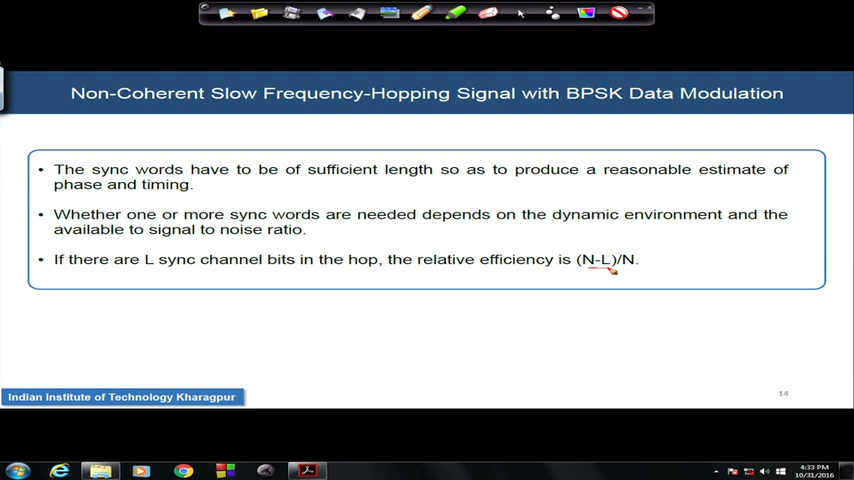 Non-Coherent Slow Frequency-Hopping Signal with BPSK Data Modulation
• The sync words have to be of sufficient length so as to produce a reasonable estimate of
phase and timing.
• Whether one or more sync words are needed depends on the dynamic environment and the
available to signal to noise ratio.
• If there are L sync channel bits in the hop, the relative efficiency is (N-L)/N.
Indian Institute of Technology Kharagpur
14
4:33 PM
10/31/2016